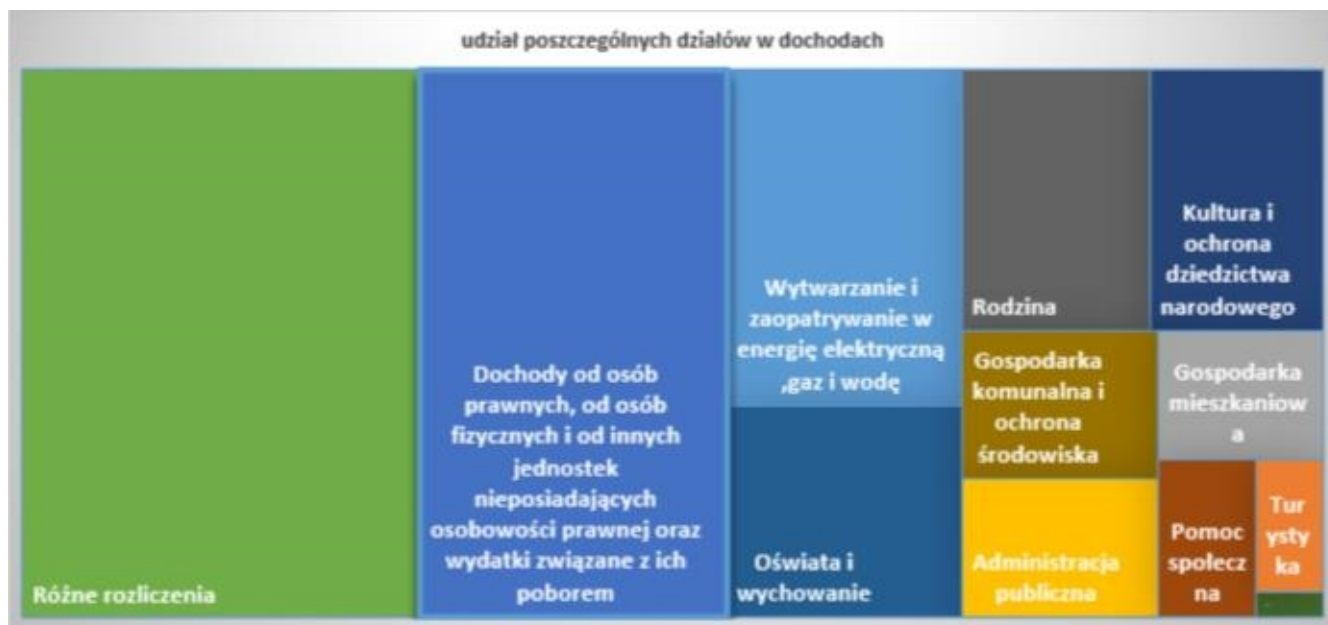 udział poszczególnych działów w dochodach
Różne rozliczenia
Dochody od osób
prawnych, od osób
fizycznych i od innych
jednostek
nieposiadających
osobowości prawnej oraz
wydatki związane z ich
poborem
Wytwarzanie i
zaopatrywanie w
energię elektryczną
,gaz i wodę
Oświata i
wychowanie
Rodzina
Kultura i
ochrona
dziedzictwa
narodowego
Gospodarka
komunalna i
ochrona
środowiska
Gospodarka
mieszkaniow
a
Administracja
publiczna
Pomoc
społecz
na
Tur
ysty
ka